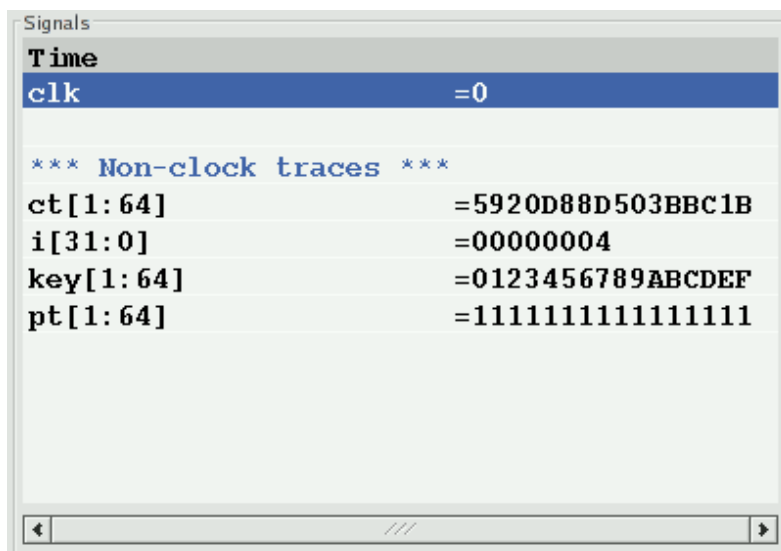 Signals
Time
clk =0
*** Non-clock traces ***
ct[1:64] =5920D88D503BBC1B
i[31:0] =00000004
key[1:64] =0123456789ABCDEF
pt[1:64] =1111111111111111